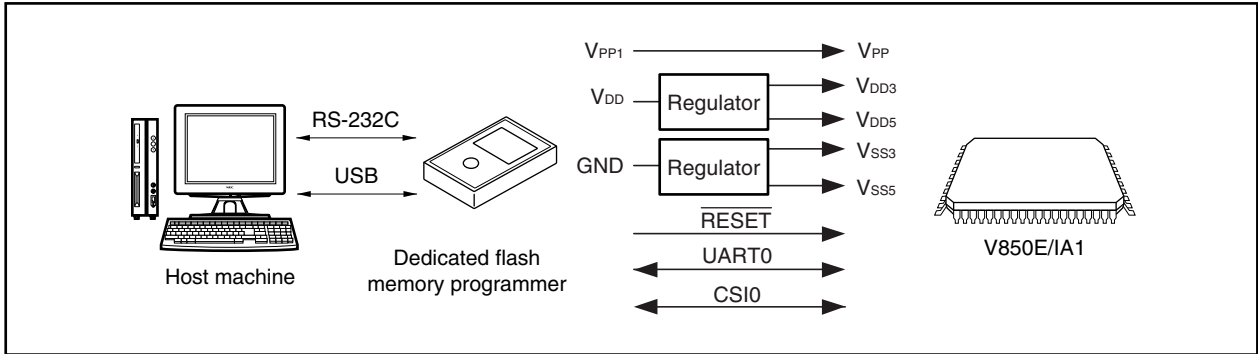 VPP1
VPP
VDD
Regulator
VDD3
VDD5
GND
Regulator
VSS3
VSS5
RESET
UART0
CSI0
RS-232C
USB
Host machine
Dedicated flash
memory programmer
V850E/IA1